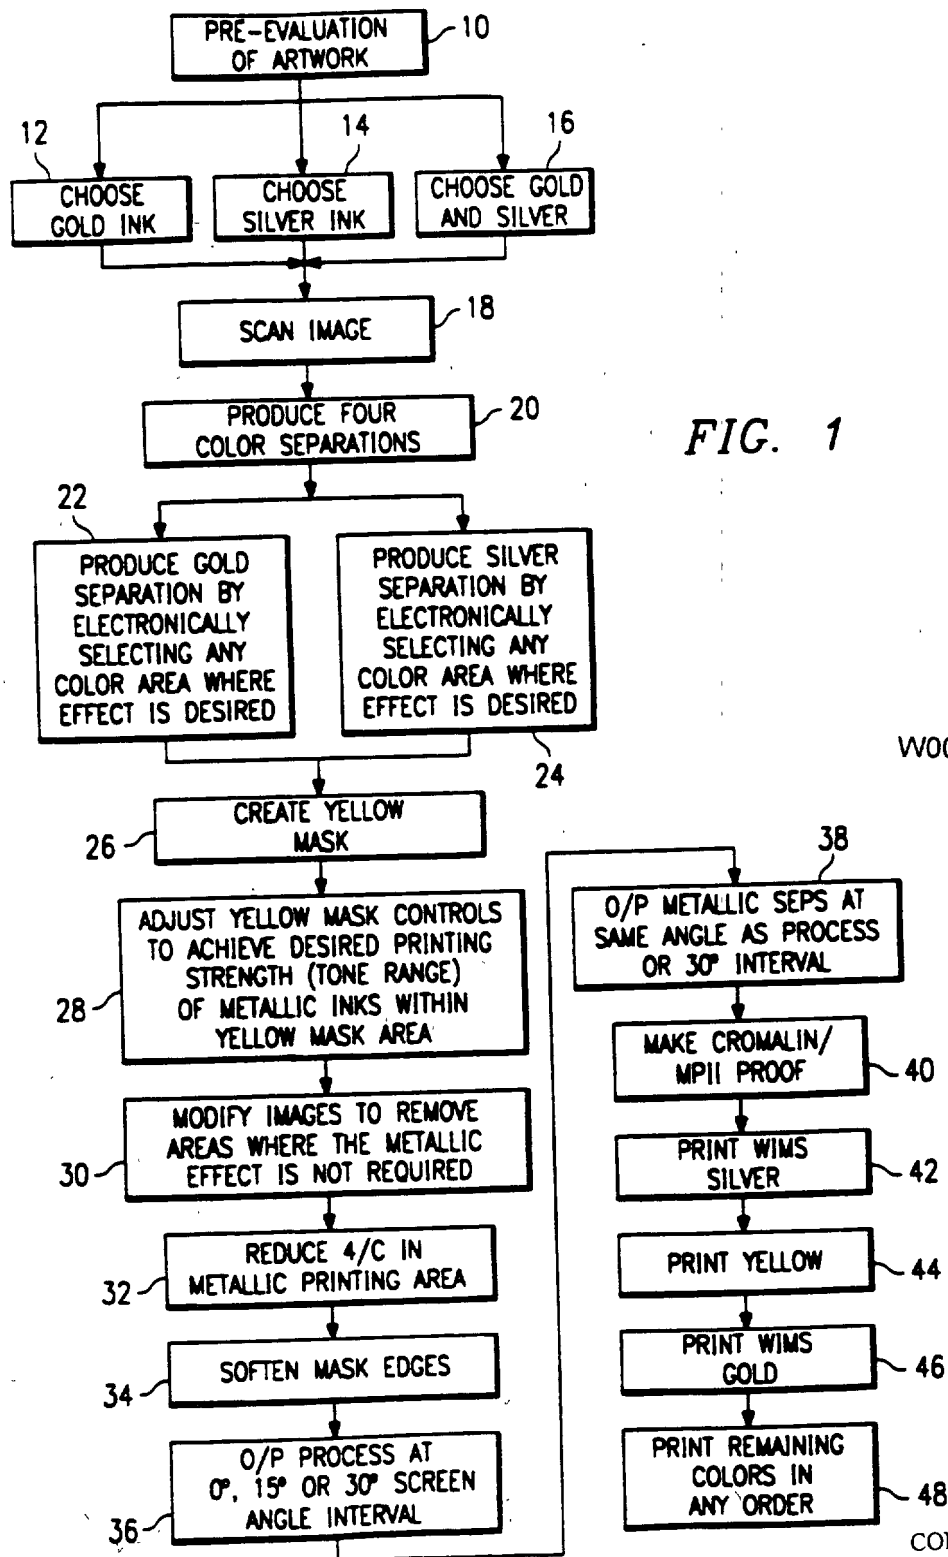 PRE-EVALUATION
OF ARTWORK
10
12
14
16
CHOOSE
GOLD INK
CHOOSE
SILVER INK
CHOOSE GOLD
AND SILVER
SCAN IMAGE
18
PRODUCE FOUR
COLOR SEPARATIONS
20
FIG. 1
22
PRODUCE GOLD
SEPARATION BY
ELECTRONICALLY
SELECTING ANY
COLOR AREA WHERE
EFFECT IS DESIRED
PRODUCE SILVER
SEPARATION BY
ELECTRONICALLY
SELECTING ANY
COLOR AREA WHERE
EFFECT IS DESIRED
24
CREATE YELLOW
MASK
26
ADJUST YELLOW MASK CONTROLS
TO ACHIEVE DESIRED PRINTING
STRENGTH (TONE RANGE)
OF METALLIC INKS WITHIN
YELLOW MASK AREA
28
MODIFY IMAGES TO REMOVE
AREAS WHERE THE METALLIC
EFFECT IS NOT REQUIRED
30
REDUCE 4/C IN
METALLIC PRINTING AREA
32
SOFTEN MASK EDGES
34
O/P PROCESS AT
0°, 15° OR 30° SCREEN
ANGLE INTERVAL
36
38
O/P METALLIC SEPS AT
SAME ANGLE AS PROCESS
OR 30° INTERVAL
MAKE CROMALIN/
MPII PROOF
40
PRINT WIMS
SILVER
42
PRINT YELLOW
44
PRINT WIMS
GOLD
46
PRINT REMAINING
COLORS IN
ANY ORDER
48